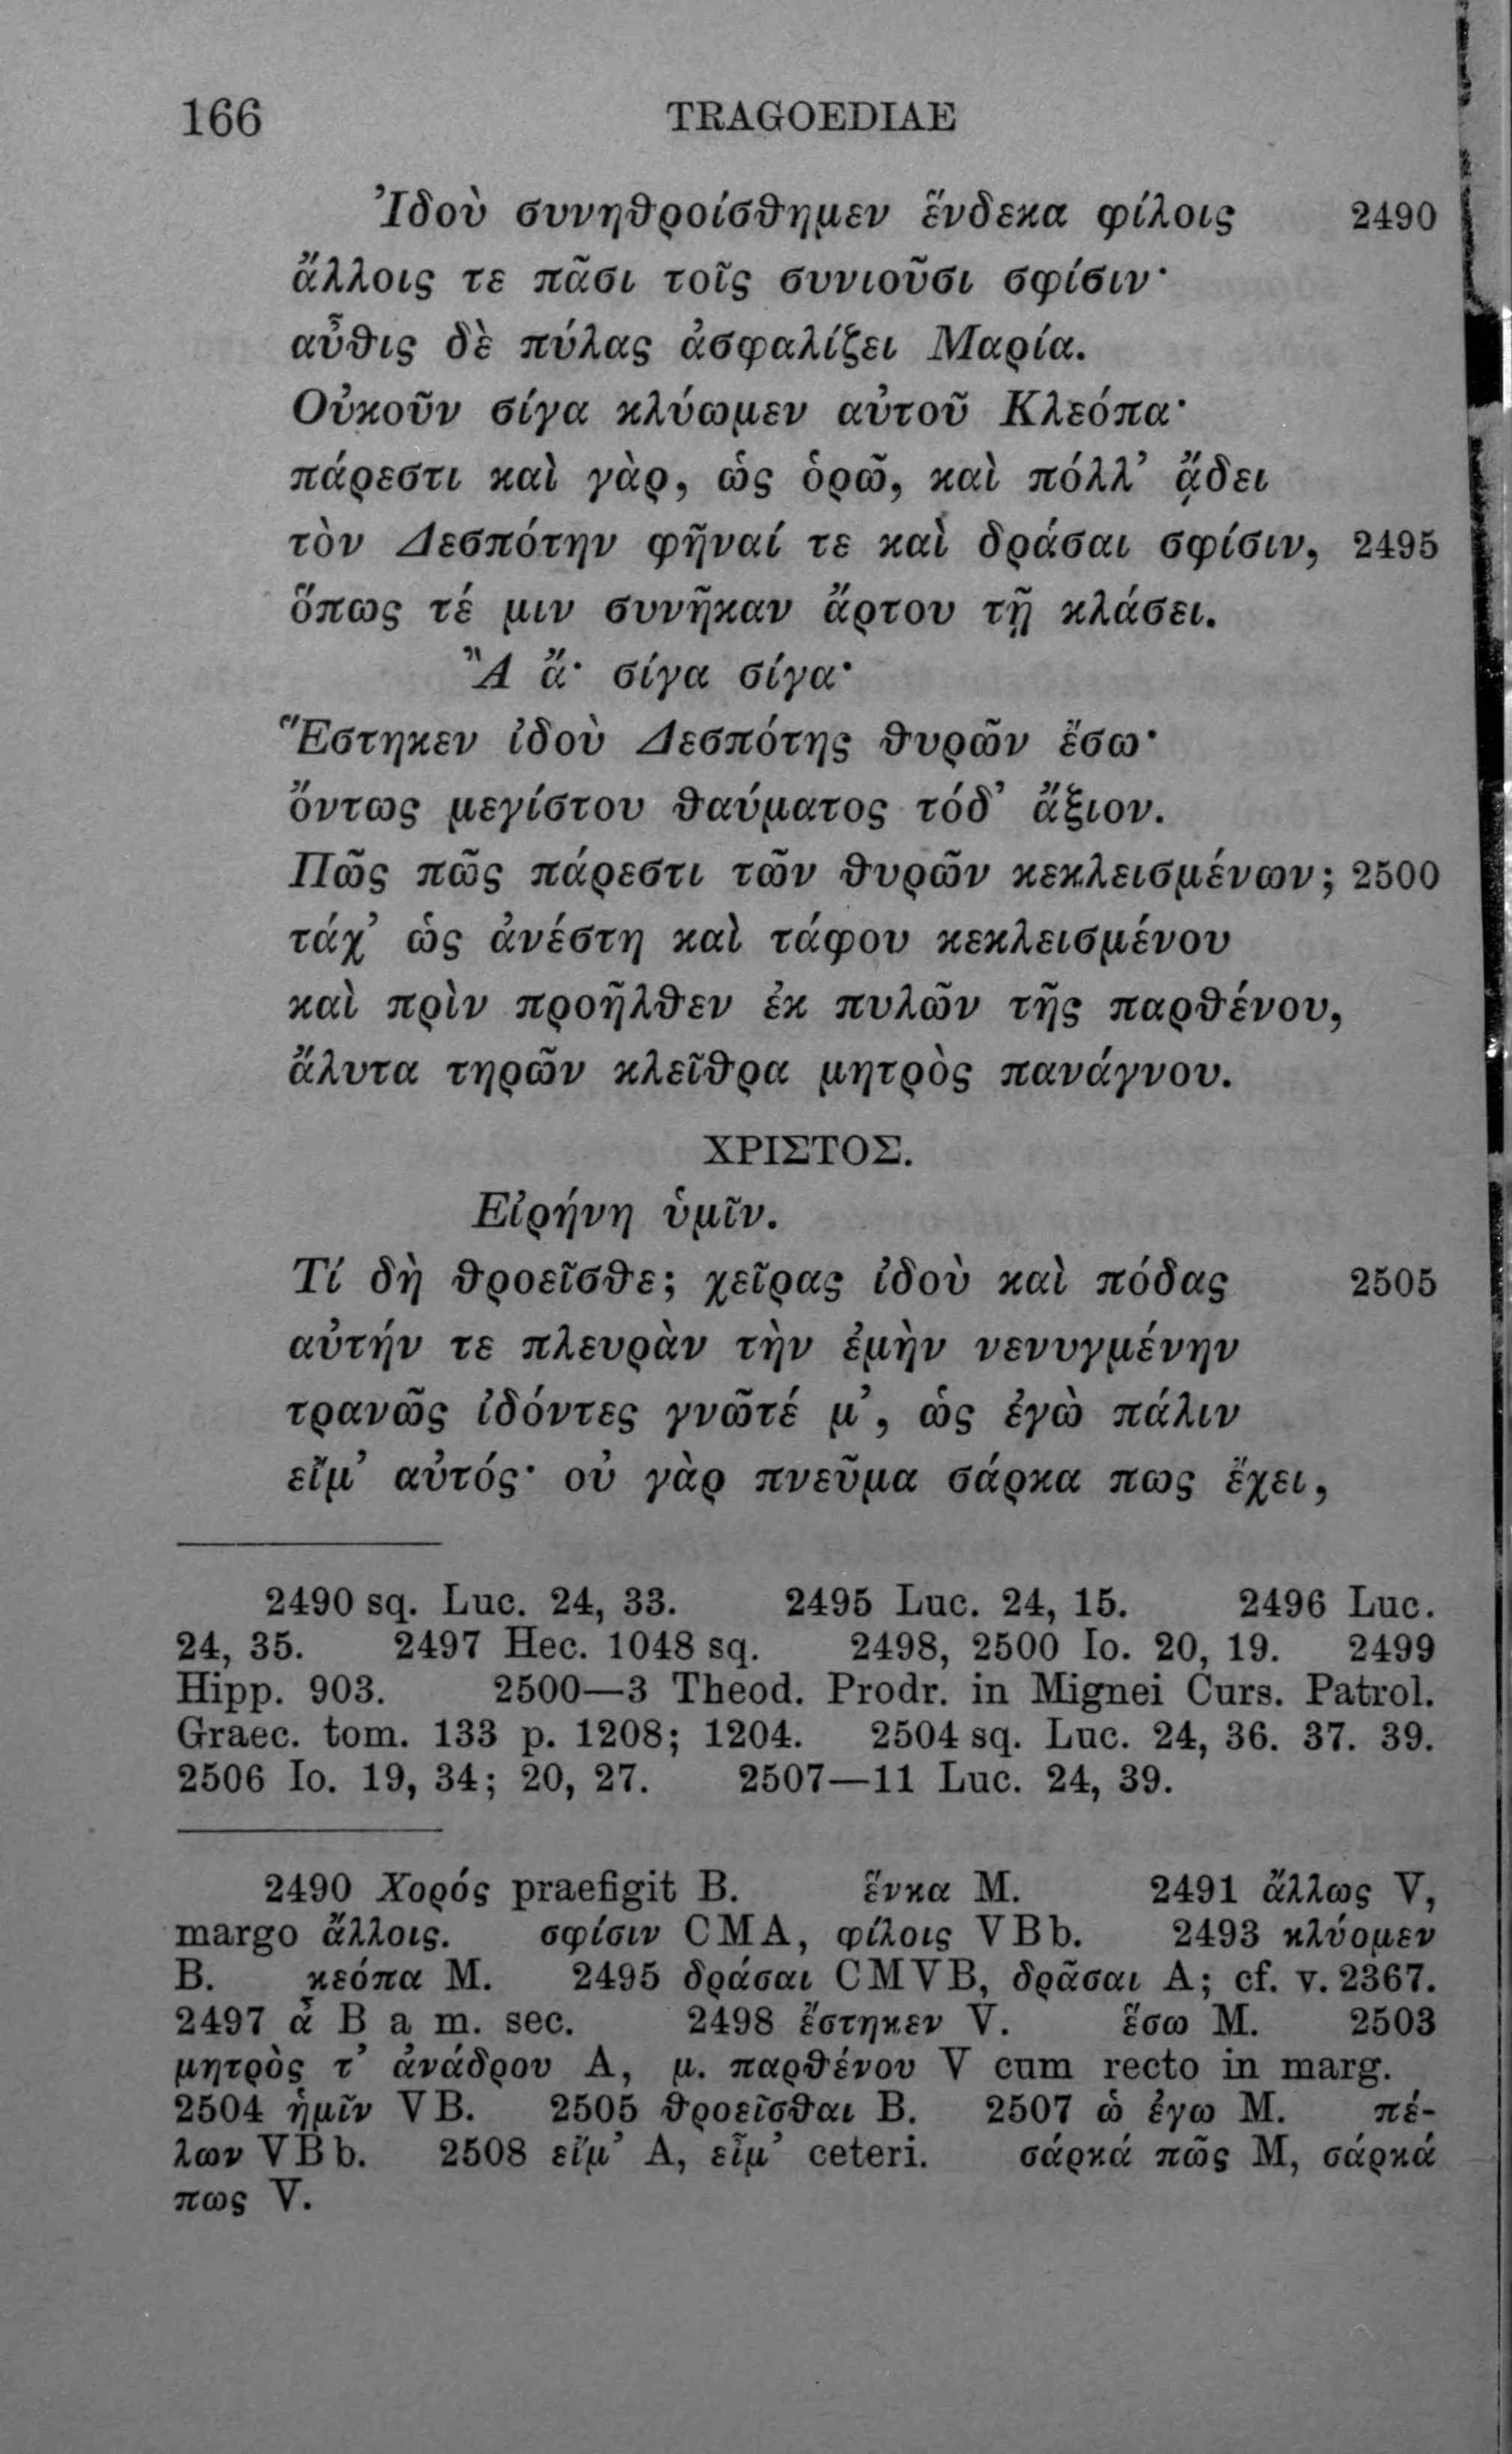 166
TRAGOEDIAE
Ἰδοὺ συνηθροίσθημεν ἕνδεκα φίλοις 2490
ἄλλοις τε πᾶσι τοῖς συνιοῦσι σφίσιν·
αὖθις δὲ πύλας ἀσφαλίζει Μαρία.
Οὐκοῦν σίγα κλύωμεν αὐτοῦ Κλεόπα·
πάρεστι καὶ γὰρ, ὡς ὁρῶ, καὶ πόλλ’ ᾄδει
τὸν Δεσπότην φῆναί τε καὶ δράσαι σφίσιν, 2495
ὅπως τέ μιν συνῆκαν ἄρτου τῇ κλάσει.
Ἂ ἄ· σίγα σίγα·
Ἕστηκεν ἰδοὺ Δεσπότης θυρῶν ἔσω·
ὄντως μεγίστου θαύματος τόδ’ ἄξιον.
Πῶς πῶς πάρεστι τῶν θυρῶν κεκλεισμένων; 2500
τάχ’ ὡς ἀνέστη καὶ τάφου κεκλεισμένου
καὶ πρὶν προῆλθεν ἐκ πυλῶν τῆς παρθένου,
ἄλυτα τηρῶν κλεῖθρα μητρὸς πανάγνου.
ΧΡΙΣΤΟΣ.
Εἰρήνη ὑμῖν.
Τί δὴ θροεῖσθε; χεῖρας ἰδοὺ καὶ πόδας 2505
αὐτήν τε πλευρὰν τὴν ἐμὴν νενυγμένην
τρανῶς ἰδόντες γνῶτέ μ’, ὡς ἐγὼ πάλιν
εἴμ’ αὐτός· οὐ γὰρ πνεῦμα σάρκα πως ἔχει,
2490 sq. Luc. 24, 33. 2495 Luc. 24, 15. 2496 Luc.
24, 35. 2497 Hec. 1048 sq. 2498, 2500 Io. 20, 19. 2499
Hipp. 903. 2500—3 Theod. Prodr. in Mignei Curs. Patrol.
Graec. tom. 133 p. 1208; 1204. 2504 sq. Luc. 24, 36. 37. 39.
2506 Io. 19, 34; 20, 27. 2507—11 Luc. 24, 39.
2490 Χορός praefigit B. ἕνκα M. 2491 ἄλλως V,
margo ἄλλοις. σφίσιν CMA, φίλοις VBb. 2493 κλύομεν
B. κεόπα M. 2495 δράσαι CMVB, δρᾶσαι A; cf. v. 2367.
2497 ἆ B a m. sec. 2498 ἔστηκεν V. ἕσω M. 2503
μητρὸς τ’ ἀνάδρου A, μ. παρθένου V cum recto in marg.
2504 ἡμῖν VB. 2505 θροεῖσθαι B. 2507 ὡ ἐγω M. πέ-
λων VBb. 2508 εἴμ’ A, εἶμ’ ceteri. σάρκά πῶς M, σάρκά
πως V.